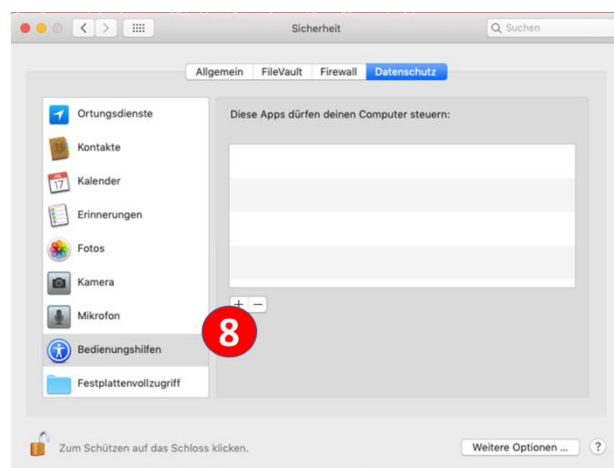 Sicherheit
Suchen
Allgemein FileVault Firewall Datenschutz
Ortungsdienste
Kontakte
17
Kalender
Erinnerungen
Fotos
Kamera
Mikrofon
Bedienungshilfen
Festplattenvollzugriff
Diese Apps dürfen deinen Computer steuern:
+ −
8
Zum Schützen auf das Schloss klicken.
Weitere Optionen ... ?